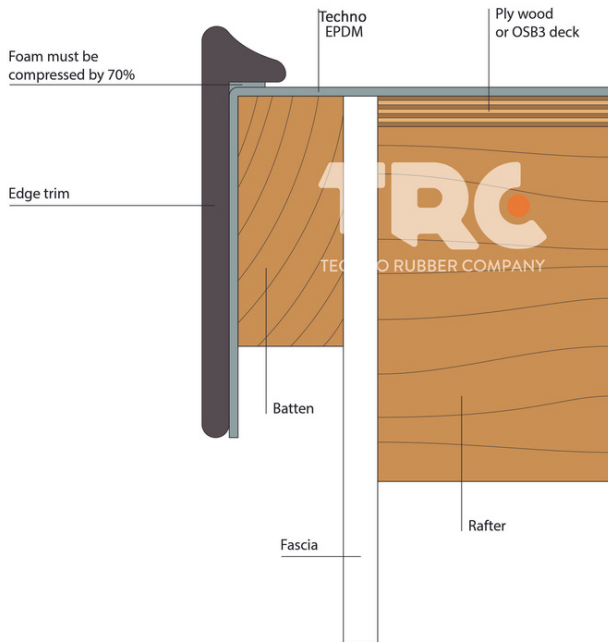 Techno
EPDM
Ply wood
or OSB3 deck
Foam must be
compressed by 70%
Edge trim
TRC
TECHNO RUBBER COMPANY
Batten
Rafter
Fascia